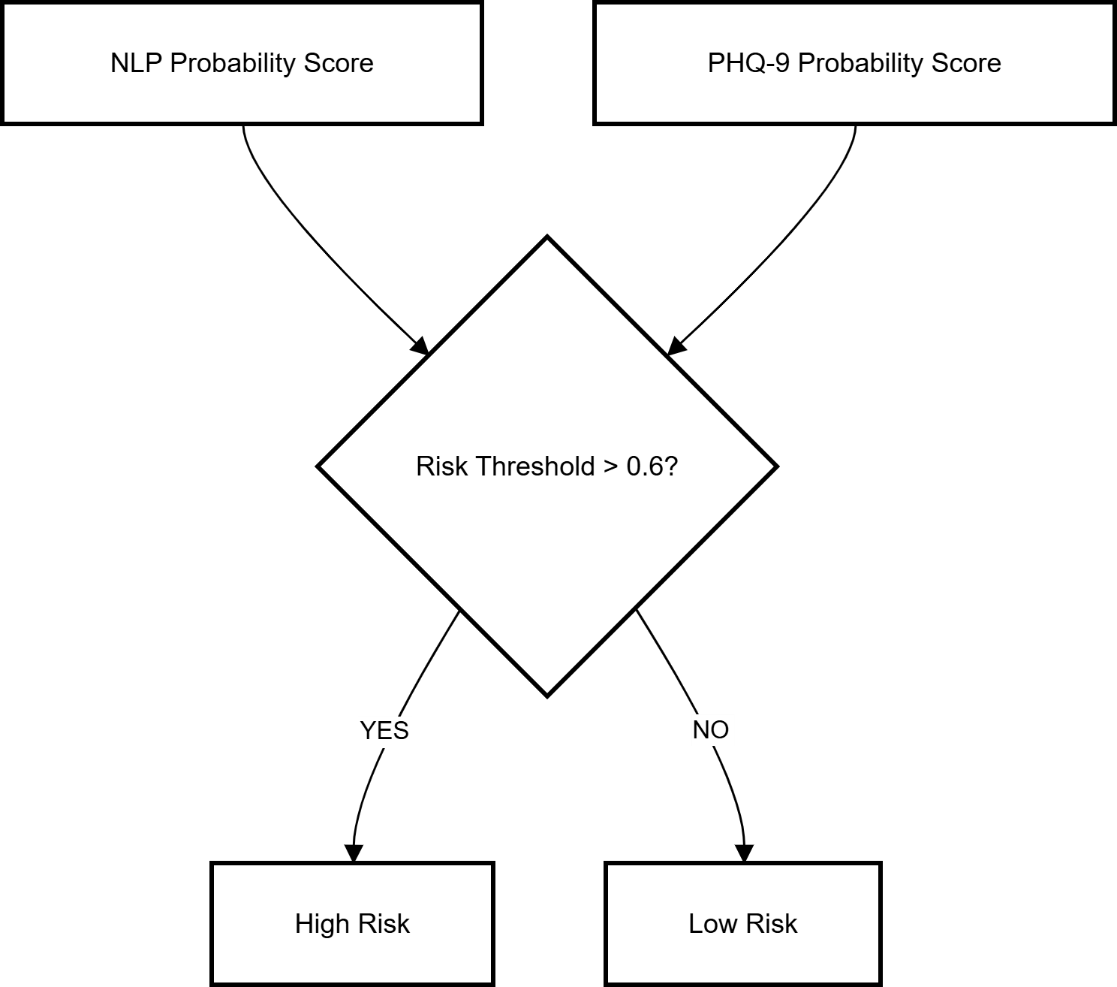 NLP Probability Score
PHQ-9 Probability Score
Risk Threshold > 0.6?
YES
NO
High Risk
Low Risk